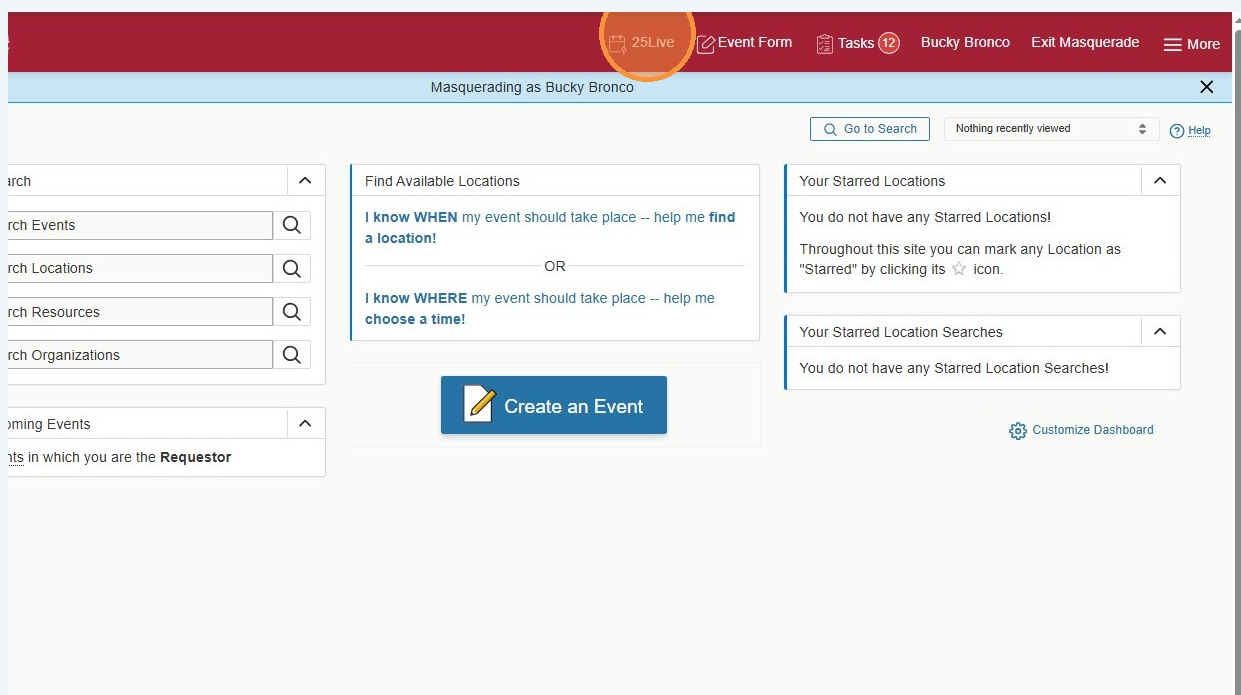 25Live Event Form Tasks 12 Bucky Bronco Exit Masquerade More
Masquerading as Bucky Bronco
Go to Search Nothing recently viewed Help
arch
rch Events
rch Locations
rch Resources
rch Organizations
oming Events
nts in which you are the Requestor
Find Available Locations
I know WHEN my event should take place -- help me find
a location!
OR
I know WHERE my event should take place -- help me
choose a time!
Create an Event
Your Starred Locations
You do not have any Starred Locations!
Throughout this site you can mark any Location as
"Starred" by clicking its icon.
Your Starred Location Searches
You do not have any Starred Location Searches!
Customize Dashboard